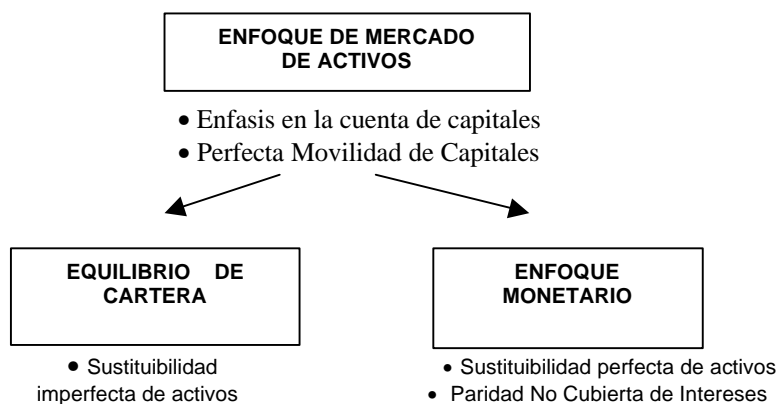 ENFOQUE DE MERCADO
DE ACTIVOS
• Enfasis en la cuenta de capitales
• Perfecta Movilidad de Capitales
EQUILIBRIO DE
CARTERA
• Sustituibilidad
imperfecta de activos
ENFOQUE
MONETARIO
• Sustituibilidad perfecta de activos
• Paridad No Cubierta de Intereses